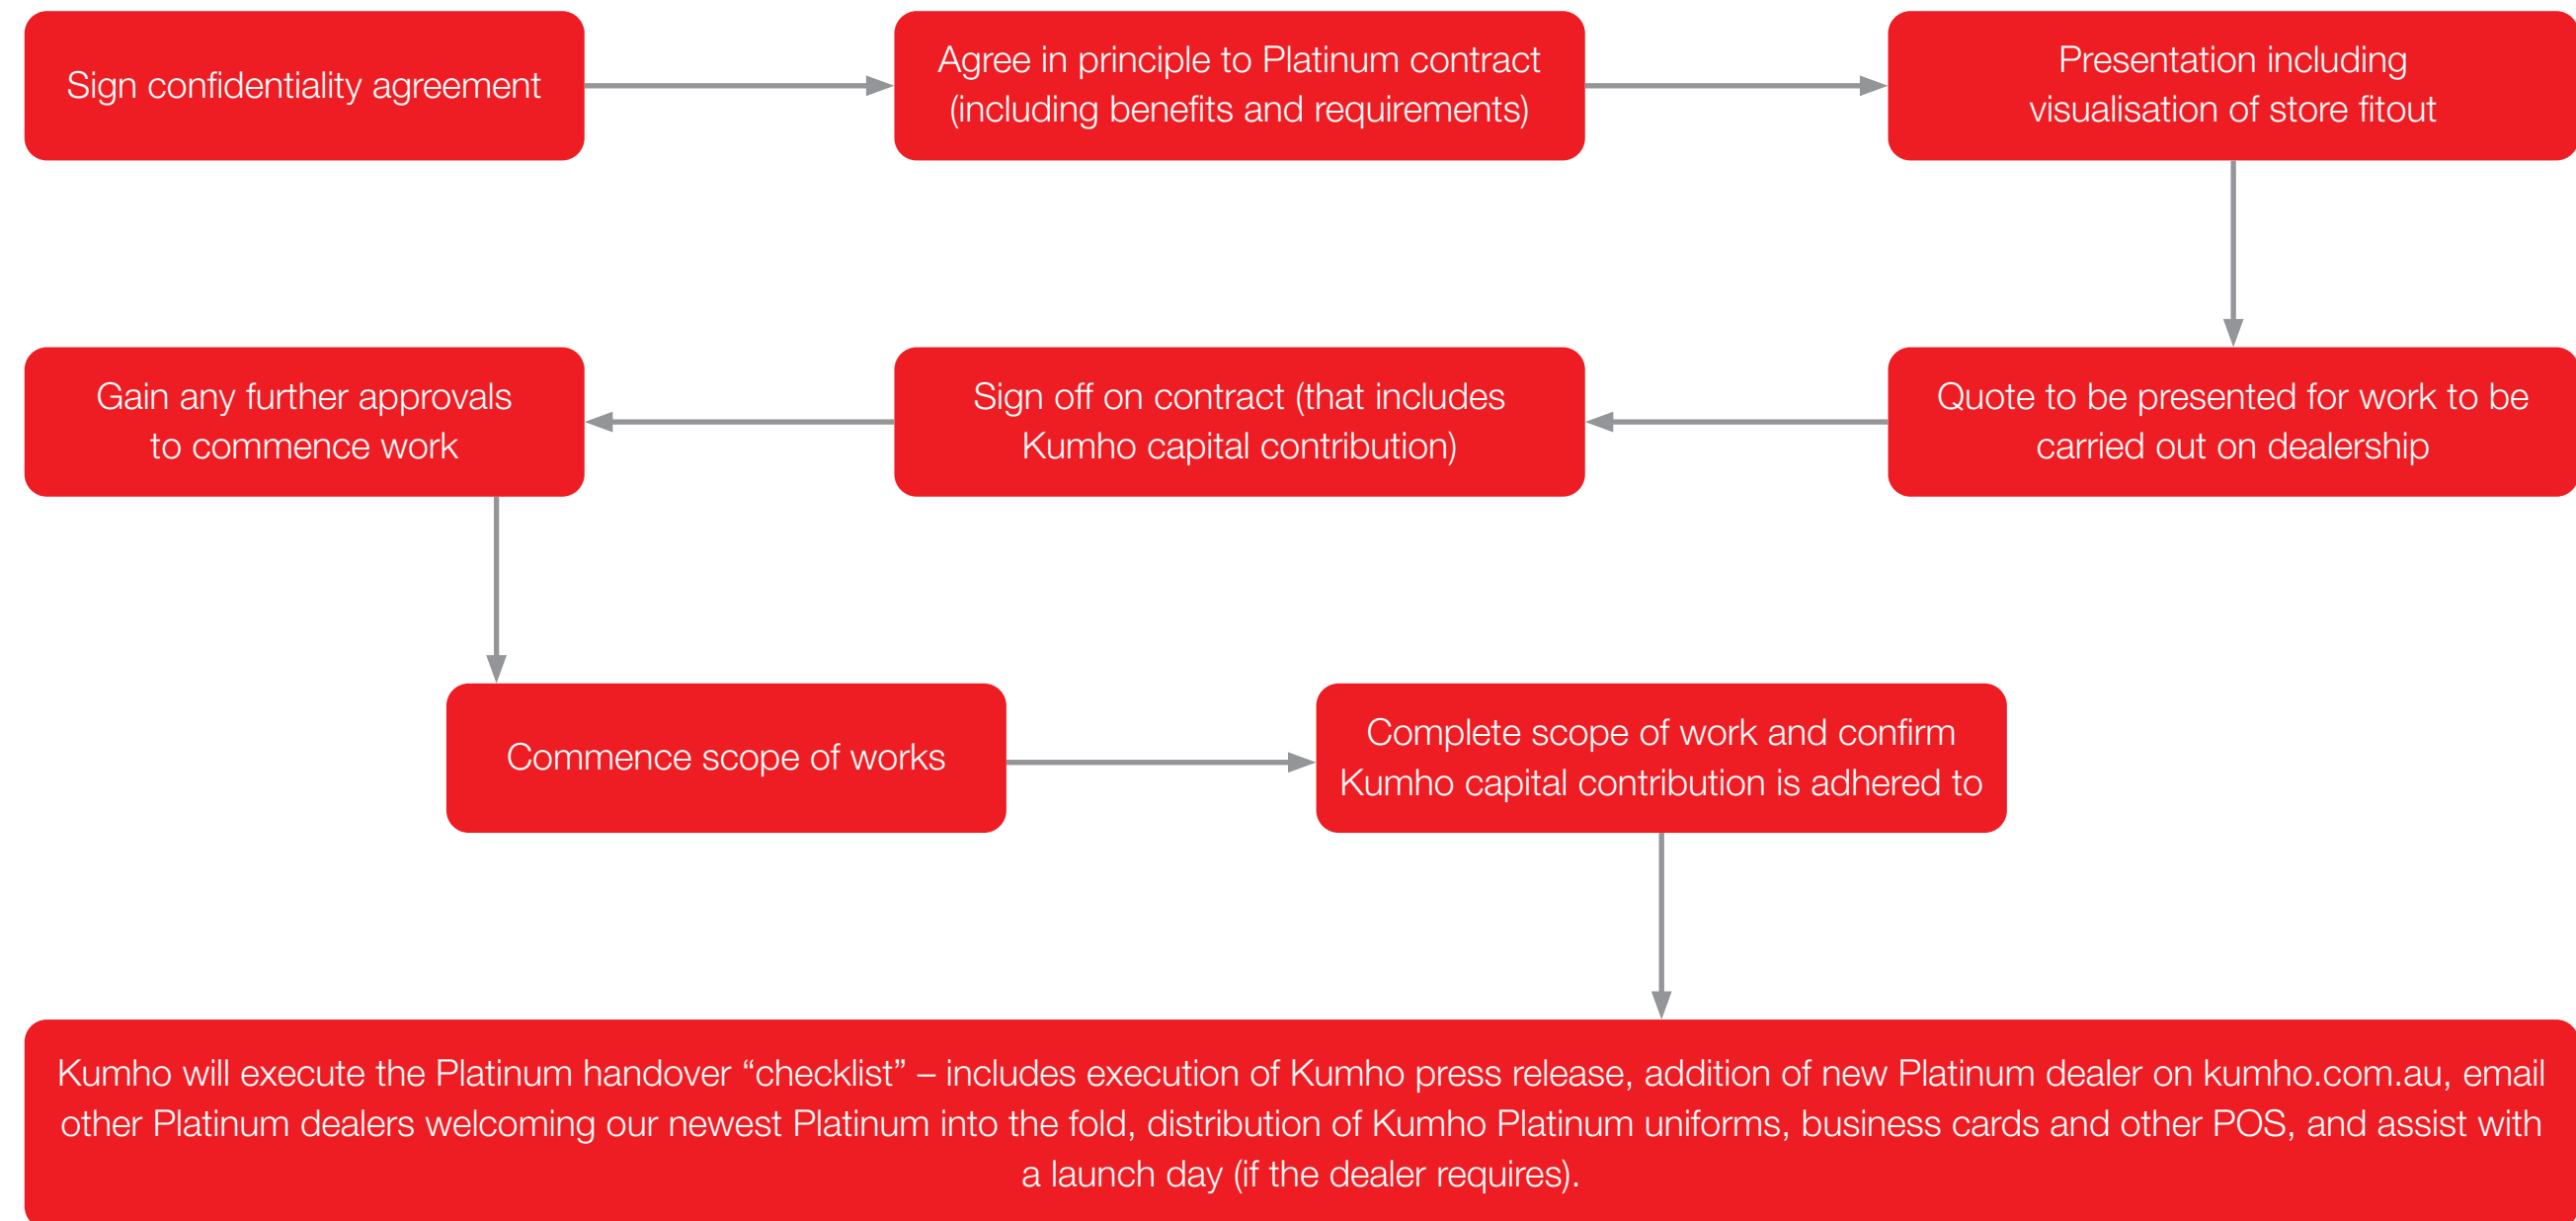 Sign confidentiality agreement
Agree in principle to Platinum contract
(including benefits and requirements)
Presentation including
visualisation of store fitout
Quote to be presented for work to be
carried out on dealership
Sign off on contract (that includes
Kumho capital contribution)
Gain any further approvals
to commence work
Commence scope of works
Complete scope of work and confirm
Kumho capital contribution is adhered to
Kumho will execute the Platinum handover “checklist” – includes execution of Kumho press release, addition of new Platinum dealer on kumho.com.au, email
other Platinum dealers welcoming our newest Platinum into the fold, distribution of Kumho Platinum uniforms, business cards and other POS, and assist with
a launch day (if the dealer requires).